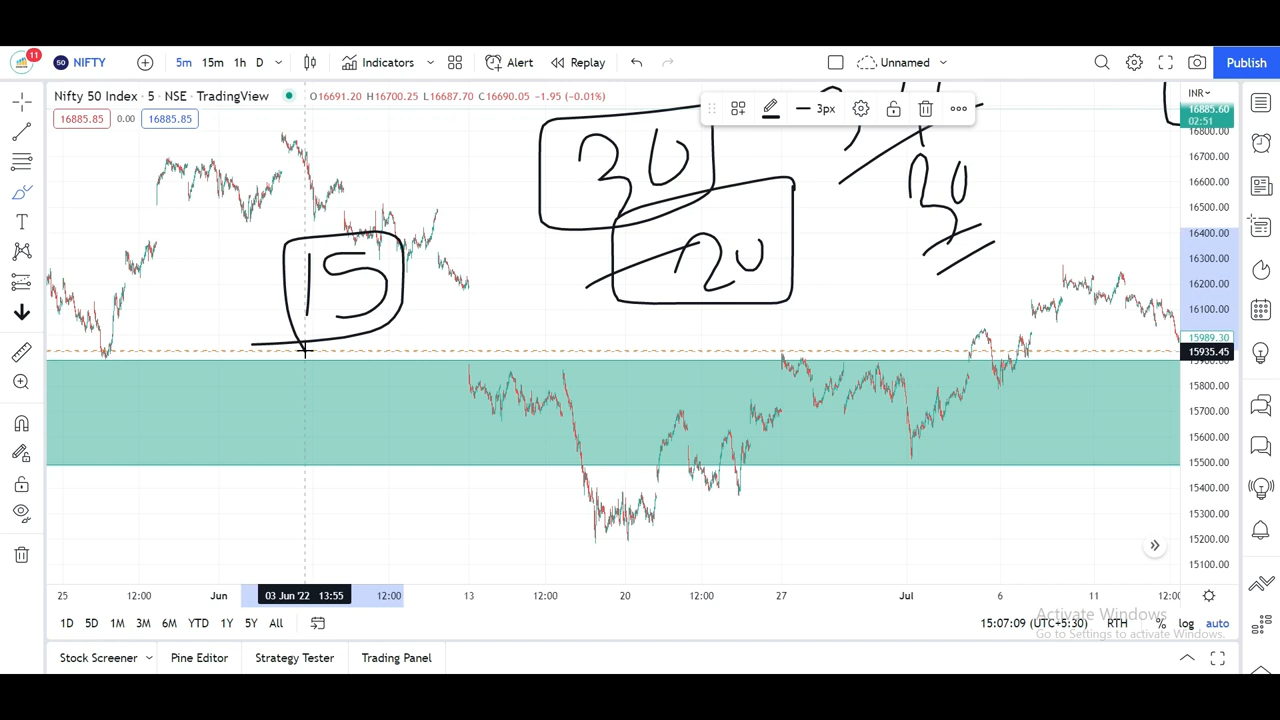 11
50 NIFTY
5m 15m 1h D
Indicators
Alert
Replay
Unnamed
Publish
Nifty 50 Index · 5 · NSE · TradingView
O16691.20 H16700.25 L16687.70 C16690.05 -1.95 (-0.01%)
16885.85 0.00 16885.85
3px
INR
16885.60
02:51
16800.00
16700.00
16600.00
16500.00
16400.00
16300.00
16200.00
16100.00
15989.30
15935.45
15900.00
15800.00
15700.00
15600.00
15500.00
15400.00
15300.00
15200.00
15100.00
30
20
15
25 12:00 Jun 03 Jun '22 13:55 12:00 13 12:00 20 12:00 27 Jul 6 11 12:00
1D 5D 1M 3M 6M YTD 1Y 5Y All
15:07:09 (UTC+5:30) RTH % log auto
Activate Windows
Go to Settings to activate Windows.
Stock Screener Pine Editor Strategy Tester Trading Panel